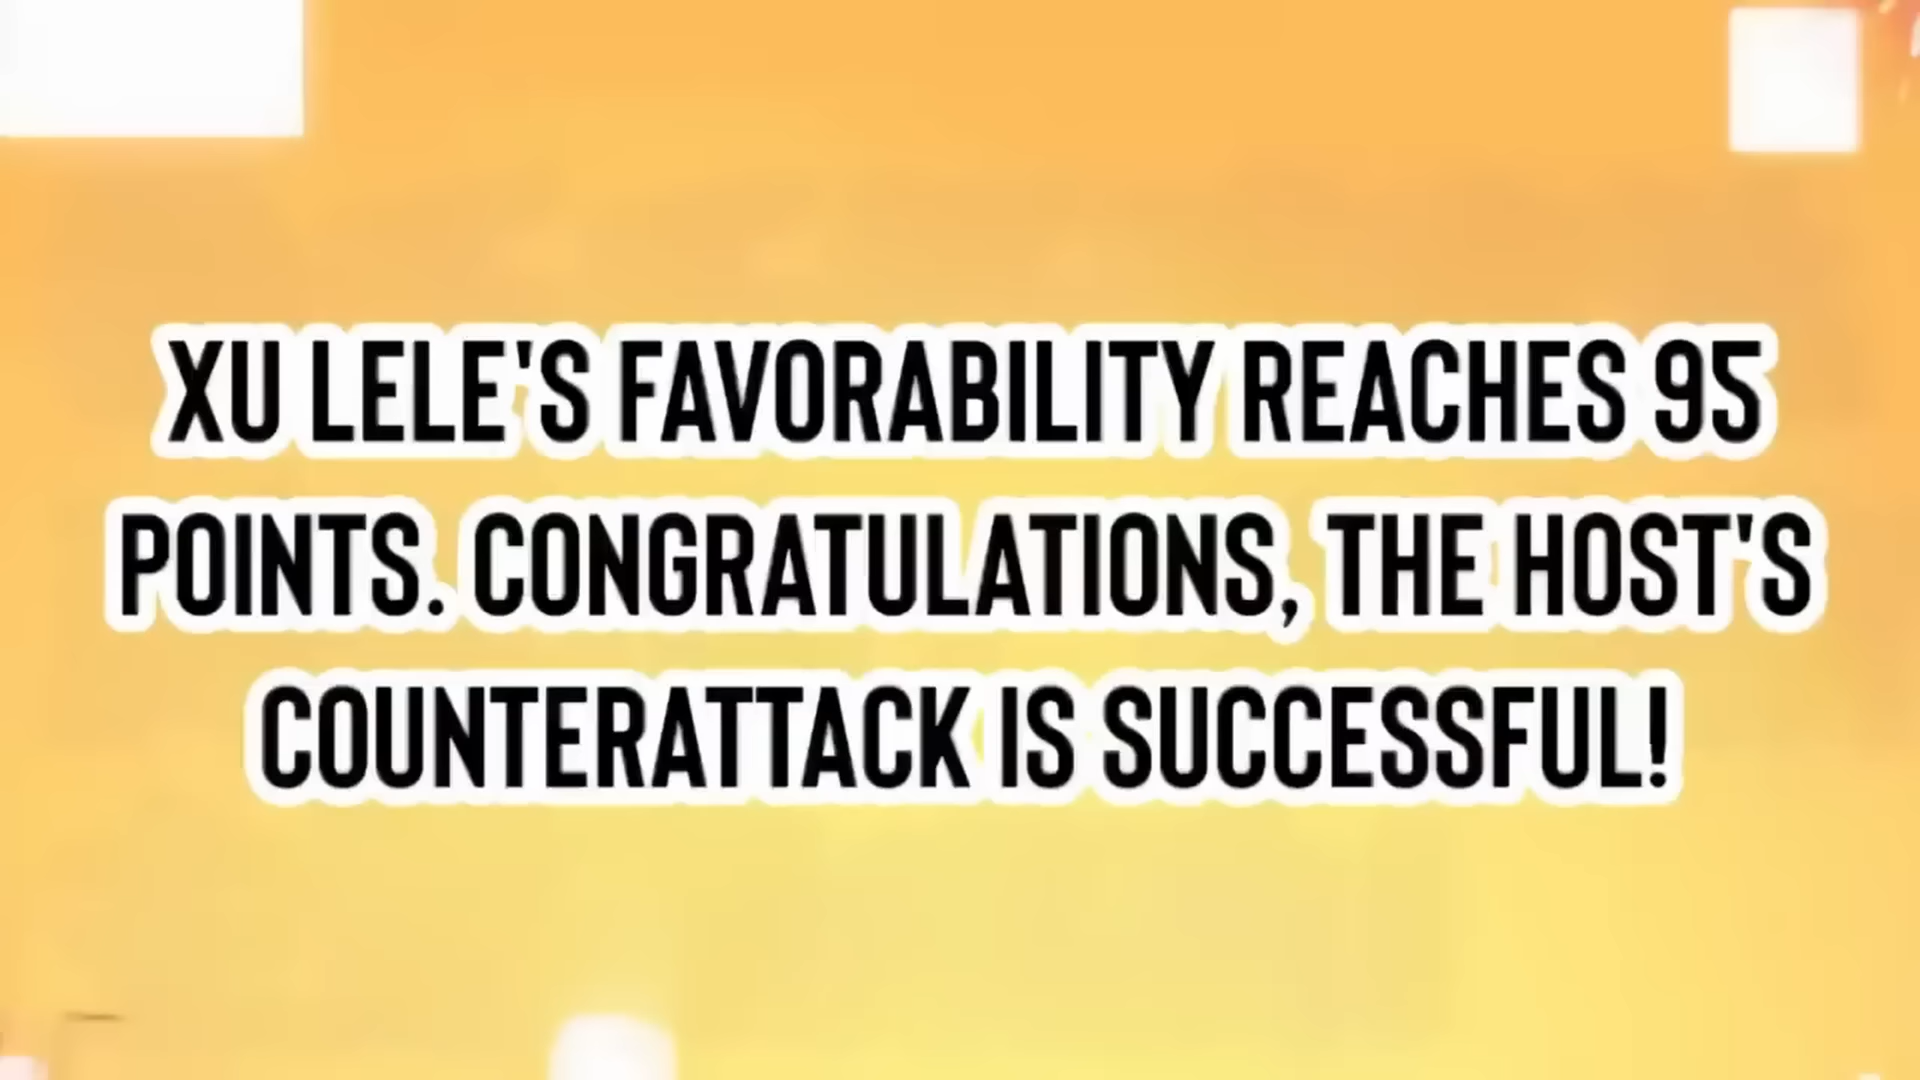 XU LELE'S FAVORABILITY REACHES 95
POINTS. CONGRATULATIONS, THE HOST'S
COUNTERATTACK IS SUCCESSFUL!